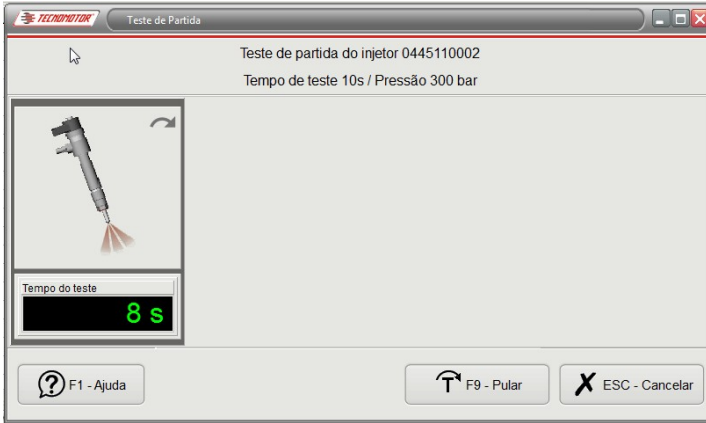 TECNOMOTOR
Teste de Partida
Teste de partida do injetor 0445110002
Tempo de teste 10s / Pressão 300 bar
Tempo do teste
8 s
F1 - Ajuda
T F9 - Pular
ESC - Cancelar